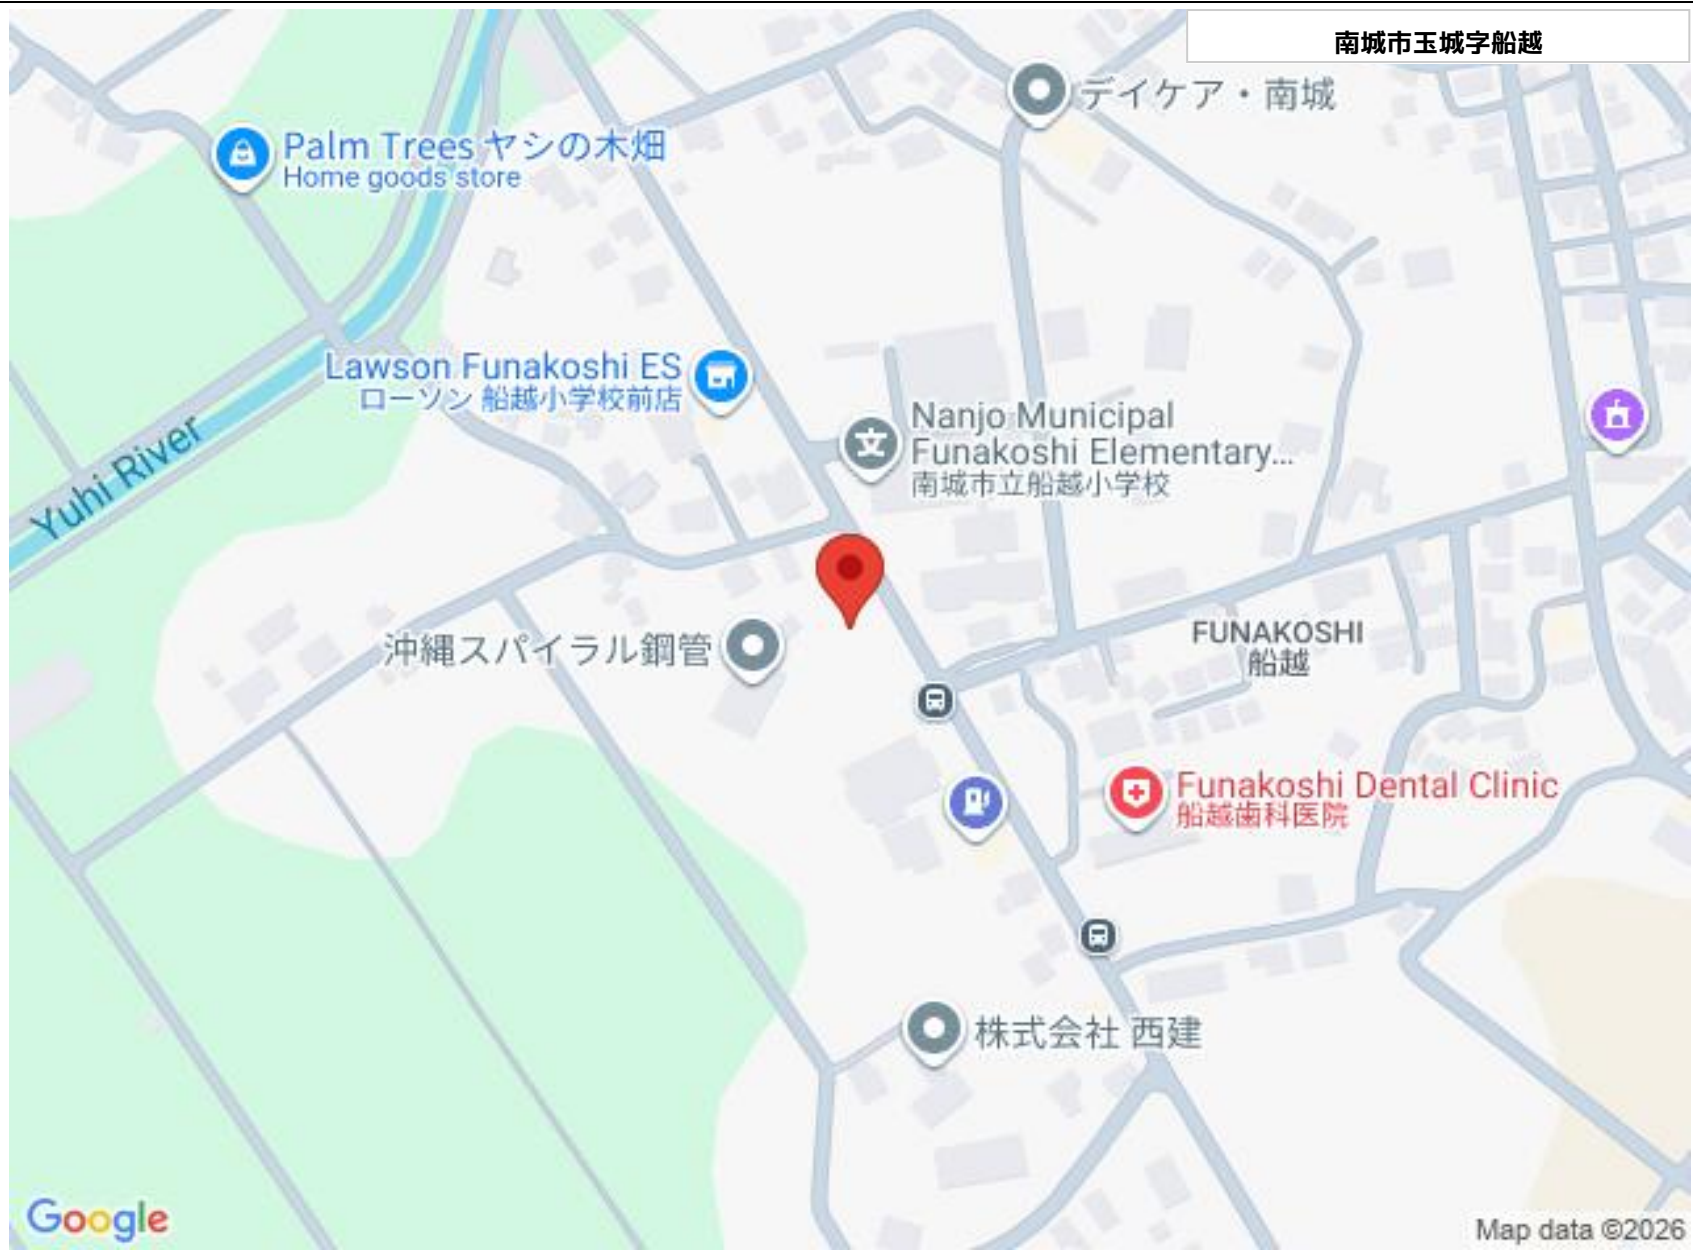 南城市玉城字船越
デイケア・南城
Palm Trees ヤシの木畑
Home goods store
Lawson Funakoshi ES
ローソン 船越小学校前店
Nanjo Municipal
Funakoshi Elementary...
南城市立船越小学校
Yuhi River
沖縄スパイラル鋼管
FUNAKOSHI
船越
Funakoshi Dental Clinic
船越歯科医院
株式会社 西建
Google
Map data ©2026